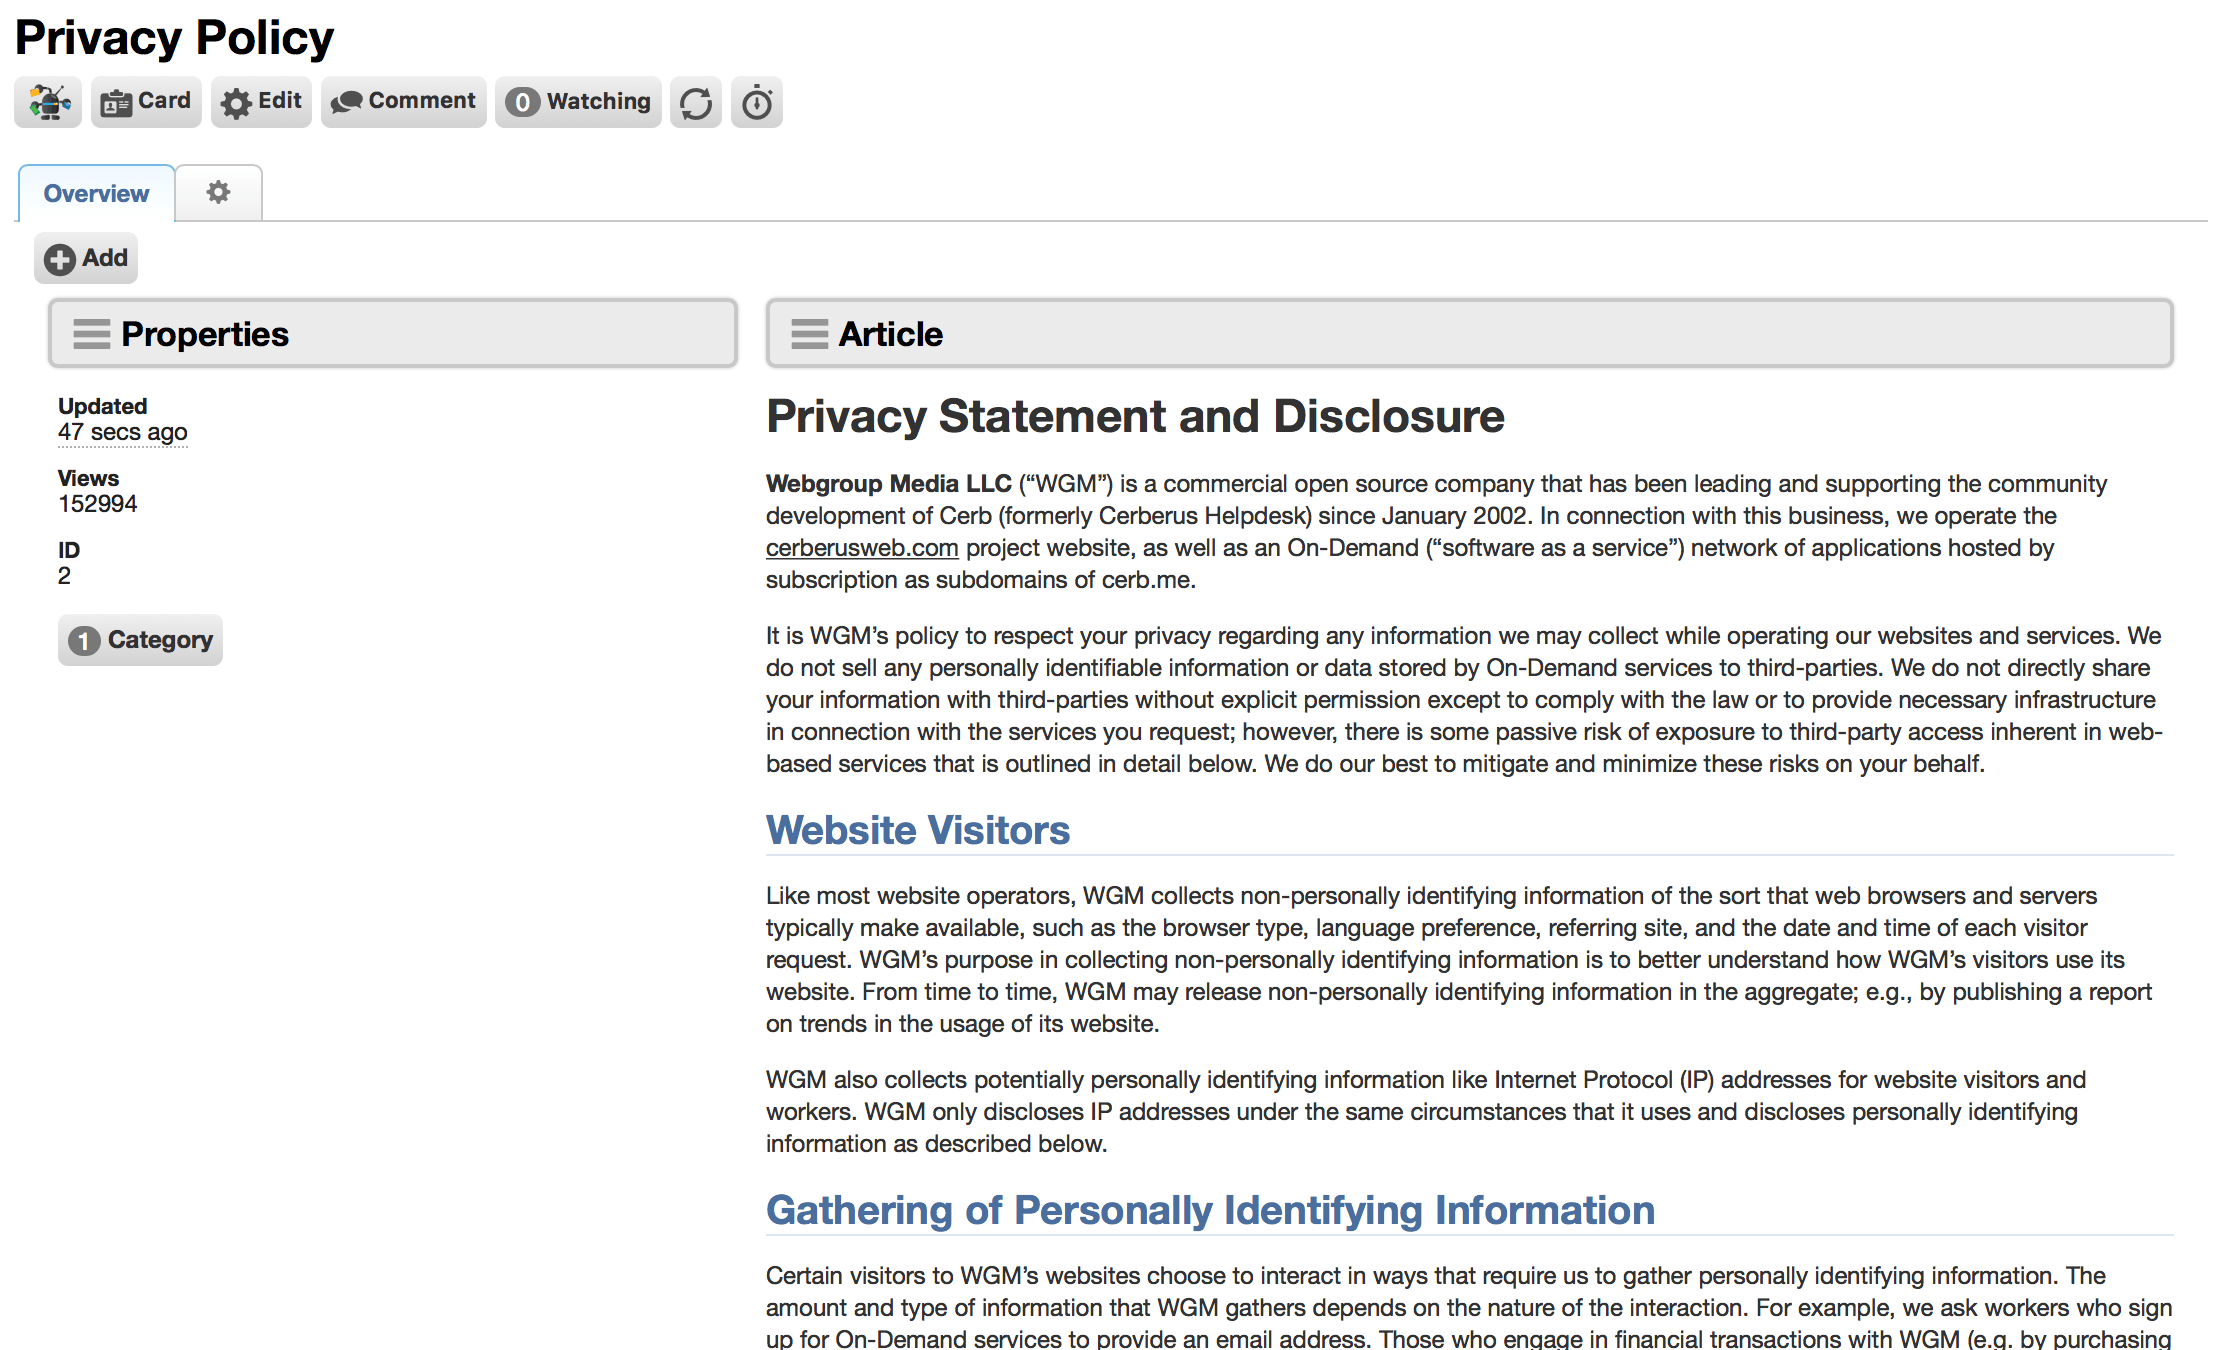 Privacy Policy
Card
Edit
Comment
0 Watching
Overview
Add
Properties
Updated
47 secs ago
Views
152994
ID
2
1 Category
Article
Privacy Statement and Disclosure
Webgroup Media LLC (“WGM”) is a commercial open source company that has been leading and supporting the community
development of Cerb (formerly Cerberus Helpdesk) since January 2002. In connection with this business, we operate the
cerberusweb.com project website, as well as an On-Demand (“software as a service”) network of applications hosted by
subscription as subdomains of cerb.me.
It is WGM’s policy to respect your privacy regarding any information we may collect while operating our websites and services. We
do not sell any personally identifiable information or data stored by On-Demand services to third-parties. We do not directly share
your information with third-parties without explicit permission except to comply with the law or to provide necessary infrastructure
in connection with the services you request; however, there is some passive risk of exposure to third-party access inherent in web-
based services that is outlined in detail below. We do our best to mitigate and minimize these risks on your behalf.
Website Visitors
Like most website operators, WGM collects non-personally identifying information of the sort that web browsers and servers
typically make available, such as the browser type, language preference, referring site, and the date and time of each visitor
request. WGM’s purpose in collecting non-personally identifying information is to better understand how WGM’s visitors use its
website. From time to time, WGM may release non-personally identifying information in the aggregate; e.g., by publishing a report
on trends in the usage of its website.
WGM also collects potentially personally identifying information like Internet Protocol (IP) addresses for website visitors and
workers. WGM only discloses IP addresses under the same circumstances that it uses and discloses personally identifying
information as described below.
Gathering of Personally Identifying Information
Certain visitors to WGM’s websites choose to interact in ways that require us to gather personally identifying information. The
amount and type of information that WGM gathers depends on the nature of the interaction. For example, we ask workers who sign
up for On-Demand services to provide an email address. Those who engage in financial transactions with WGM (e.g. by purchasing